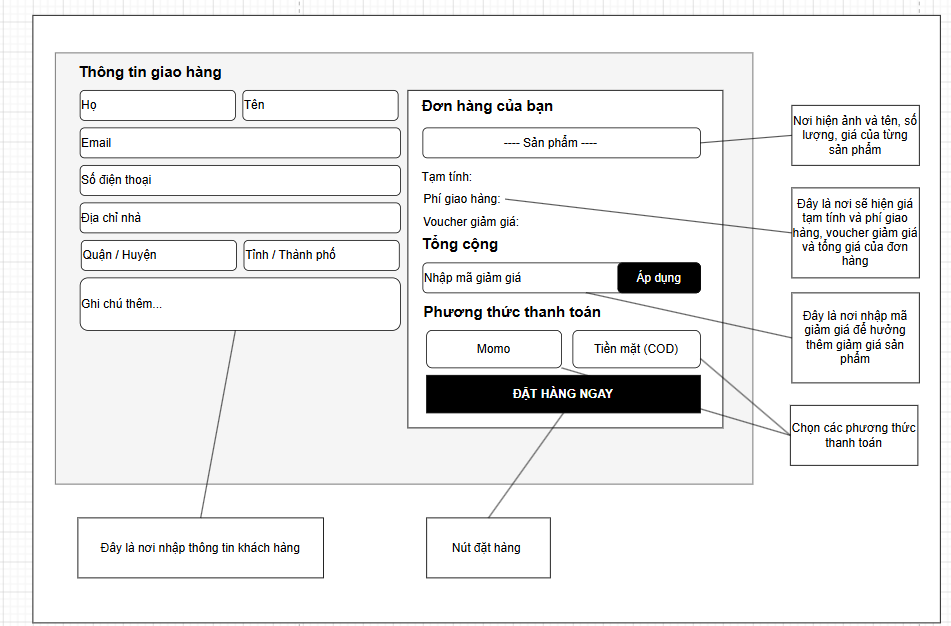 Thông tin giao hàng
Họ
Tên
Email
Số điện thoại
Địa chỉ nhà
Quận / Huyện
Tỉnh / Thành phố
Ghi chú thêm...
Đơn hàng của bạn
---- Sản phẩm ----
Tạm tính:
Phí giao hàng:
Voucher giảm giá:
Tổng cộng
Nhập mã giảm giá
Áp dụng
Phương thức thanh toán
Momo
Tiền mặt (COD)
ĐẶT HÀNG NGAY
Nơi hiện ảnh và tên, số
lượng, giá của từng
sản phẩm
Đây là nơi sẽ hiện giá
tạm tính và phí giao
hàng, voucher giảm giá
và tổng giá của đơn
hàng
Đây là nơi nhập mã
giảm giá để hưởng
thêm giảm giá sản
phẩm
Chọn các phương thức
thanh toán
Đây là nơi nhập thông tin khách hàng
Nút đặt hàng